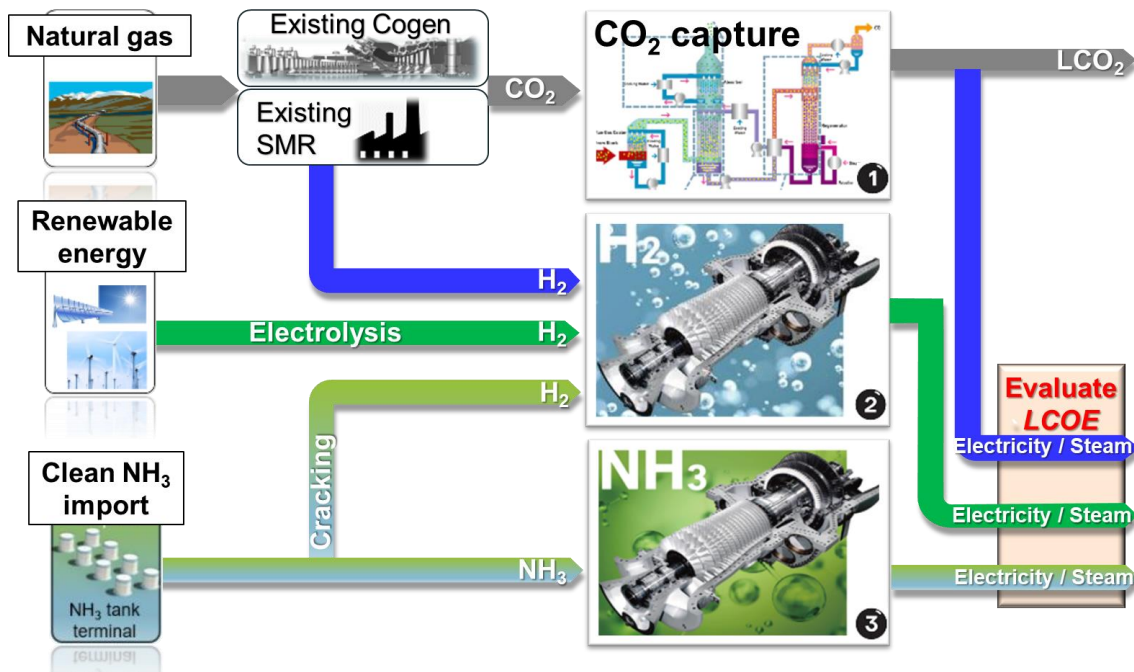 Natural gas
Existing Cogen
Existing
SMR
CO₂
CO₂ capture
1
LCO₂
Renewable
energy
H₂
Electrolysis
H₂
H₂
H₂
2
Clean NH₃
import
NH₃ tank
terminal
Cracking
NH₃
NH₃
3
Evaluate
LCOE
Electricity / Steam
Electricity / Steam
Electricity / Steam